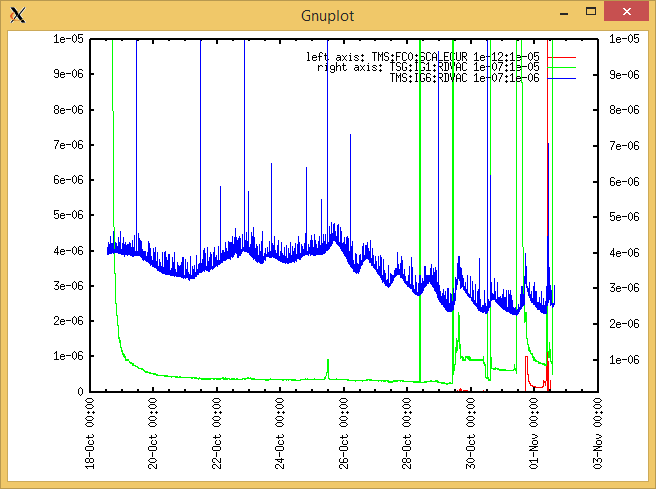 Gnuplot
left axis: TMS:FC0:SCALECUR 1e-12:1e-05
right axis: TSG:IG1:RDVAC 1e-07:1e-05
TMS:IG6:RDVAC 1e-07:1e-06
1e-05
9e-06
8e-06
7e-06
6e-06
5e-06
4e-06
3e-06
2e-06
1e-06
0
1e-05
9e-06
8e-06
7e-06
6e-06
5e-06
4e-06
3e-06
2e-06
1e-06
18-Oct 00:00
20-Oct 00:00
22-Oct 00:00
24-Oct 00:00
26-Oct 00:00
28-Oct 00:00
30-Oct 00:00
01-Nov 00:00
03-Nov 00:00